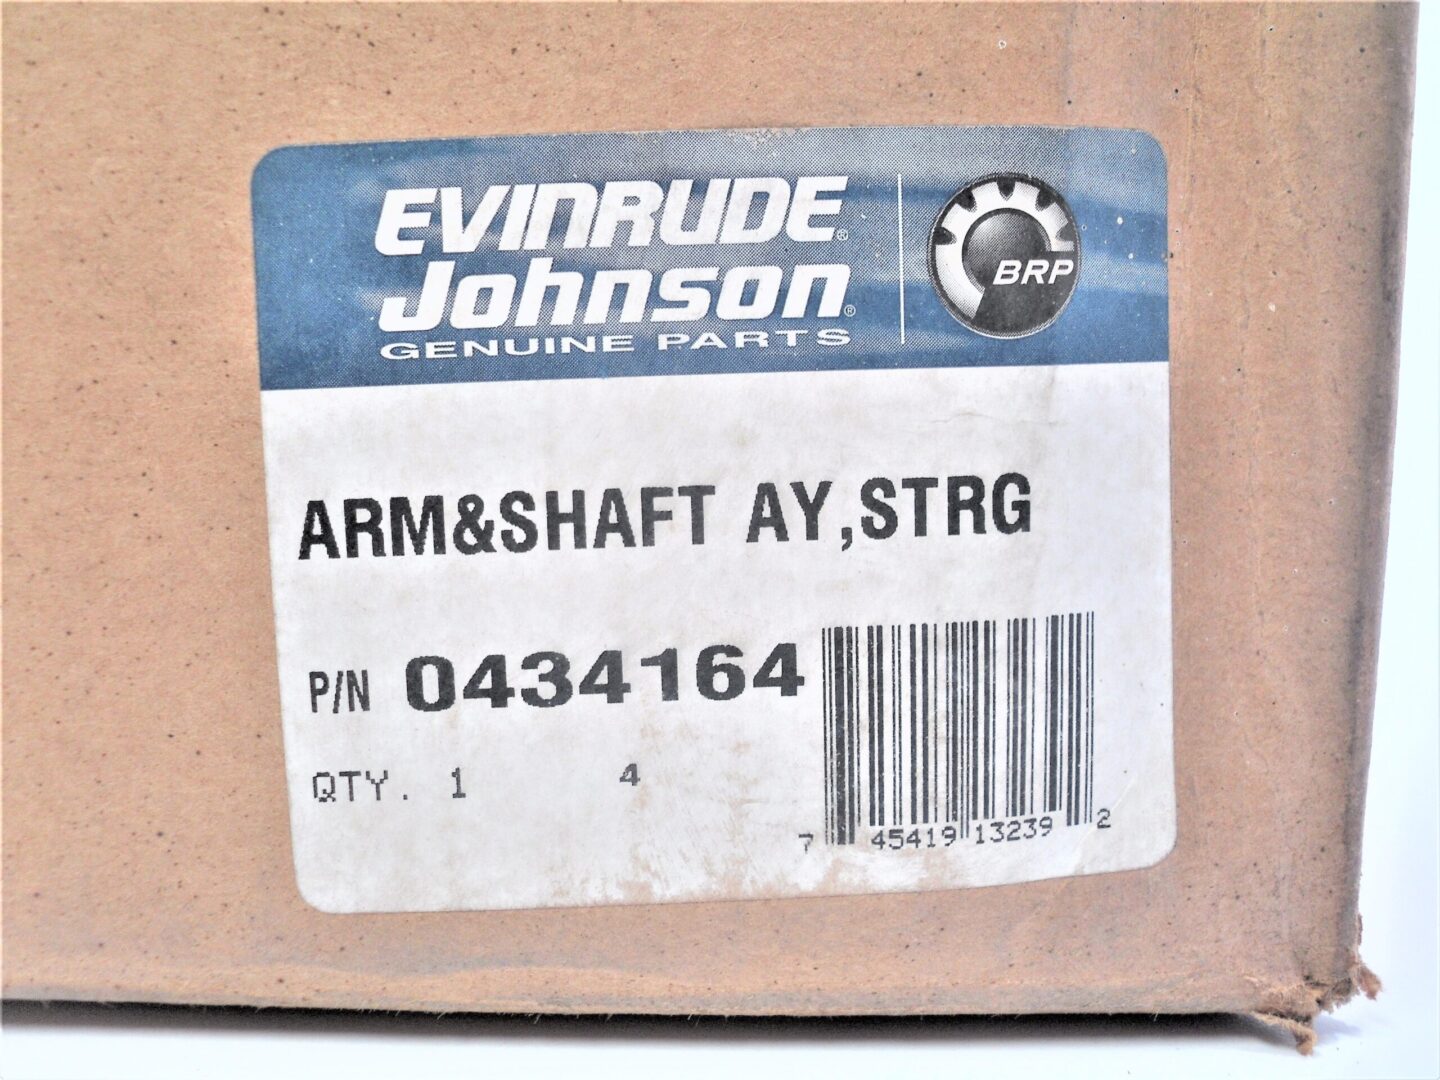 EVINRUDE®
Johnson®
GENUINE PARTS
BRP
ARM&SHAFT AY,STRG
P/N 0434164
QTY. 1 4
7 45419 13239 2